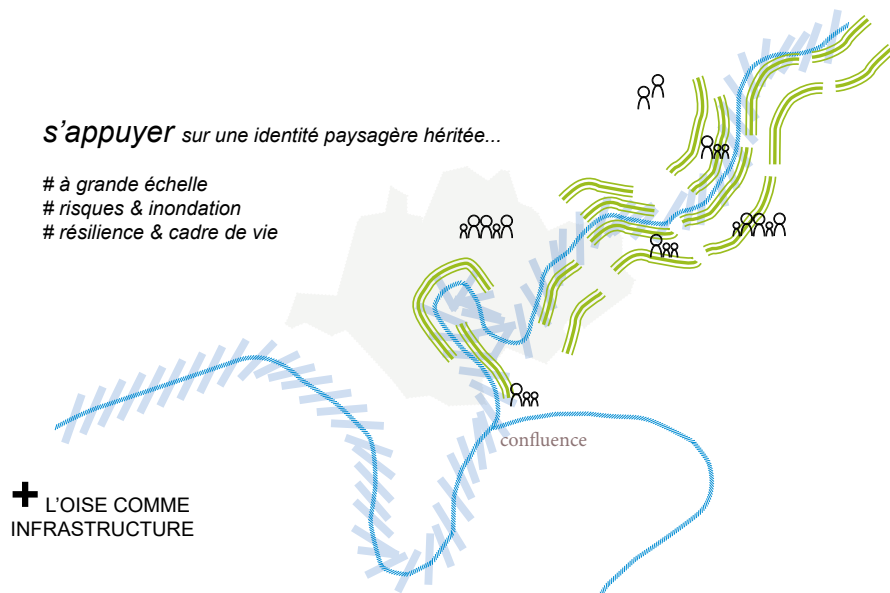 s'appuyer sur une identité paysagère héritée...
# à grande échelle
# risques & inondation
# résilience & cadre de vie
confluence
+ L'OISE COMME
INFRASTRUCTURE